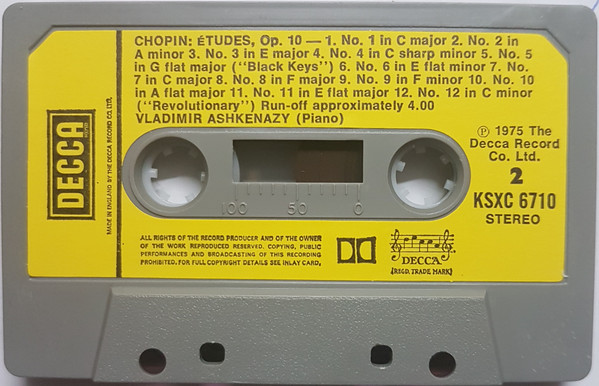 CHOPIN: ÉTUDES, Op. 10 — 1. No. 1 in C major 2. No. 2 in
A minor 3. No. 3 in E major 4. No. 4 in C sharp minor 5. No. 5
in G flat major ("Black Keys") 6. No. 6 in E flat minor 7. No.
7 in C major 8. No. 8 in F major 9. No. 9 in F minor 10. No. 10
in A flat major 11. No. 11 in E flat major 12. No. 12 in C minor
("Revolutionary") Run-off approximately 4.00
VLADIMIR ASHKENAZY (Piano)
DECCA
MADE IN ENGLAND BY THE DECCA RECORD CO. LTD.
℗ 1975 The
Decca Record
Co. Ltd.
2
KSXC 6710
STEREO
100 50 0
ALL RIGHTS OF THE RECORD PRODUCER AND OF THE OWNER
OF THE WORK REPRODUCED RESERVED. COPYING, PUBLIC
PERFORMANCES AND BROADCASTING OF THIS RECORDING
PROHIBITED. FOR FULL COPYRIGHT DETAILS SEE INLAY CARD.
DECCA
(REGD. TRADE MARK)